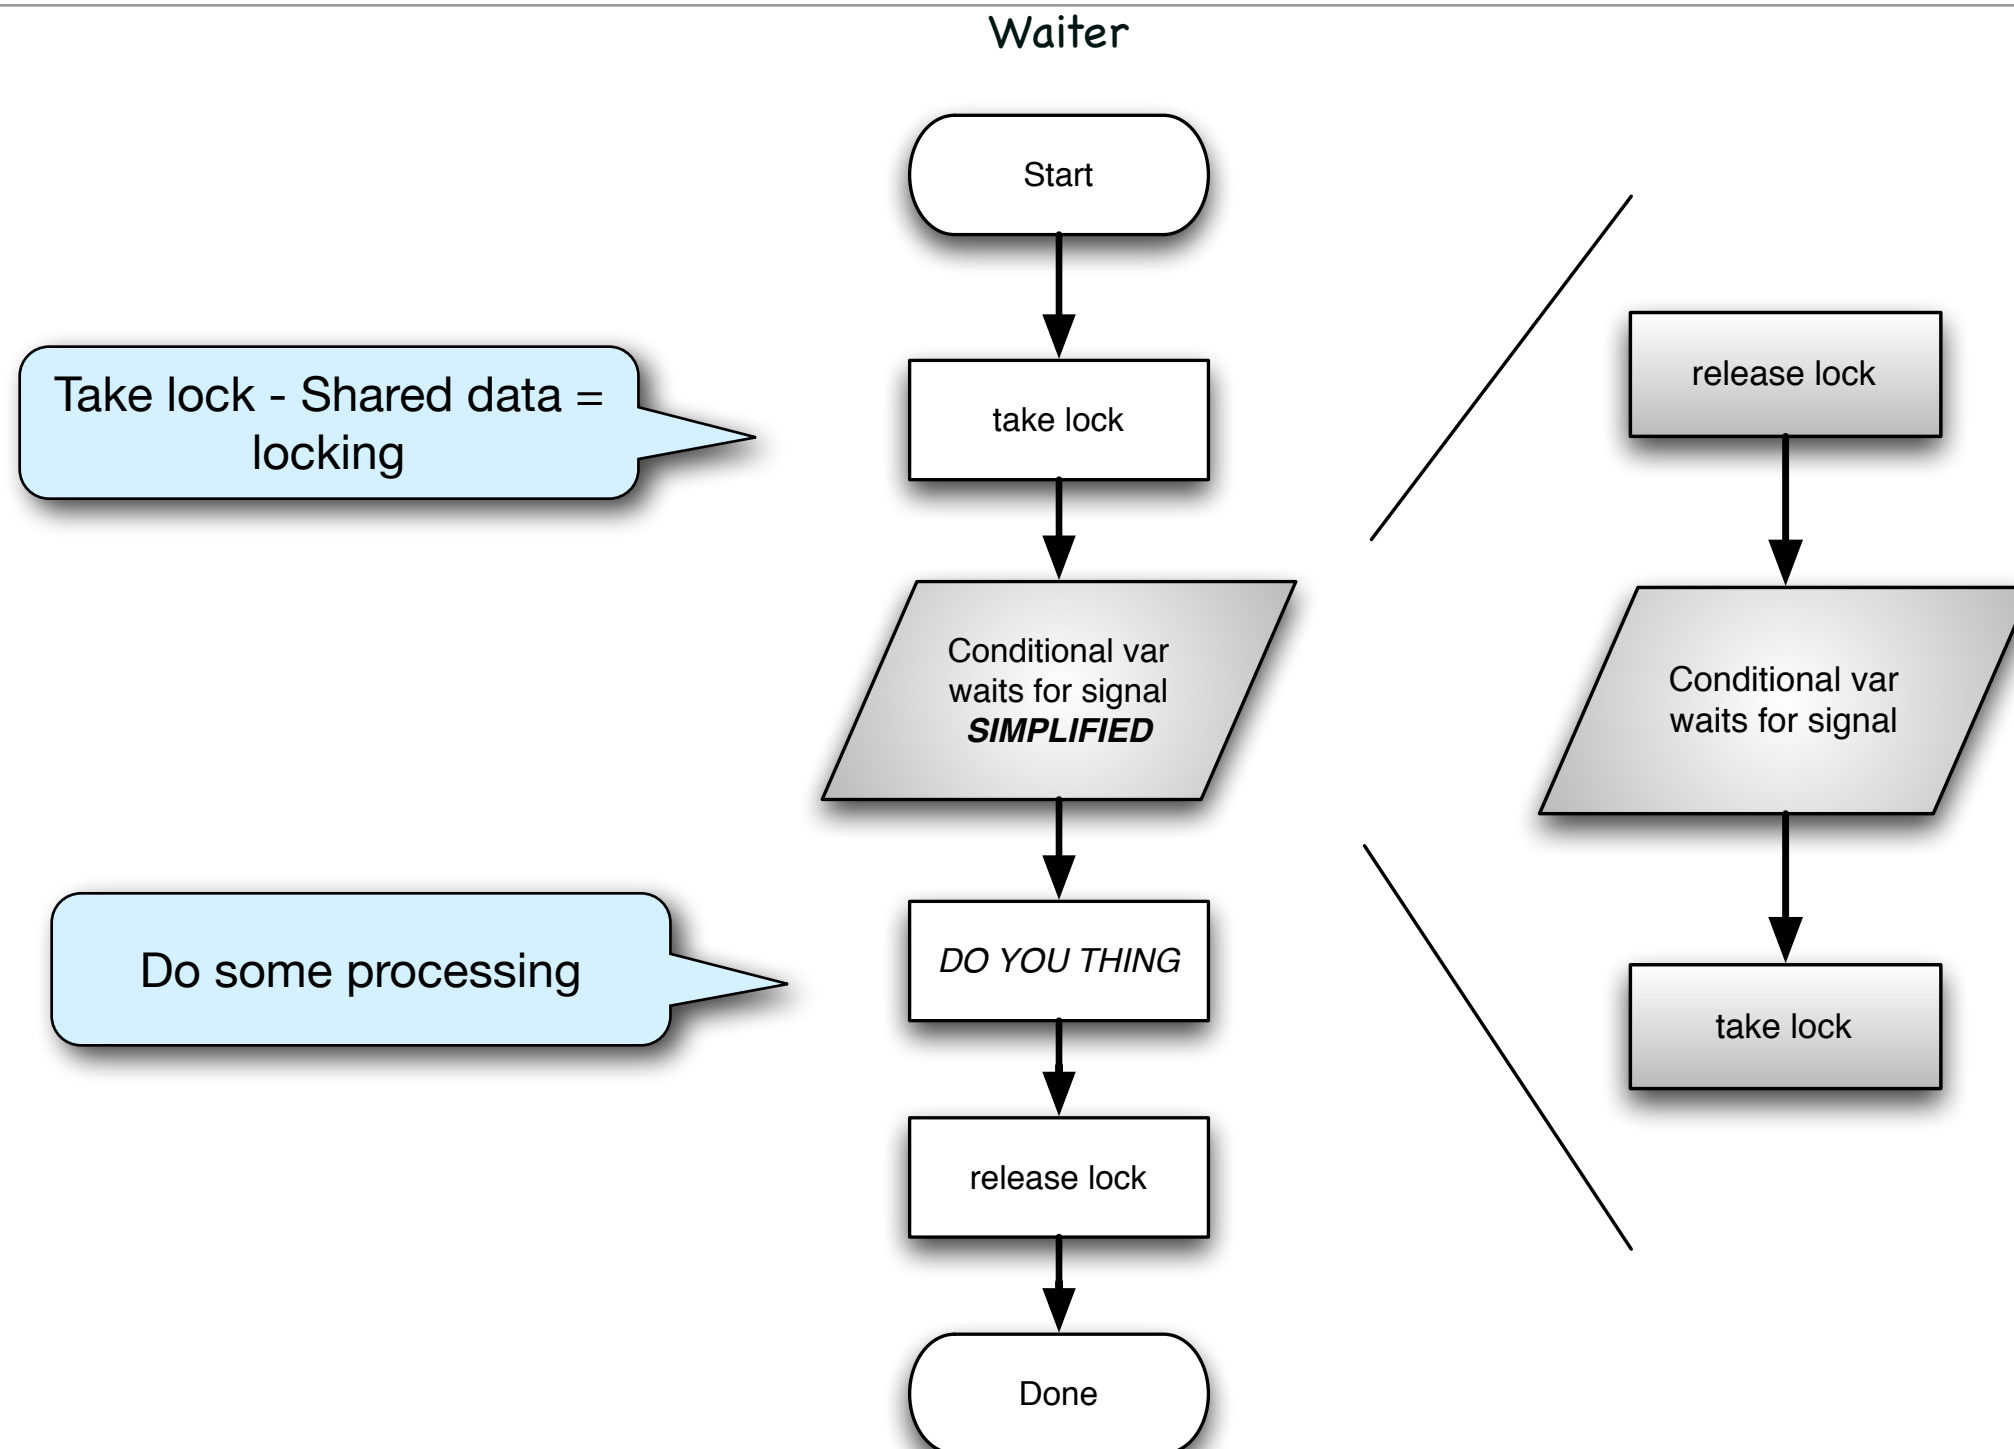 Waiter
Start
Take lock - Shared data =
locking
take lock
Conditional var
waits for signal
SIMPLIFIED
Do some processing
DO YOU THING
release lock
Done
release lock
Conditional var
waits for signal
take lock